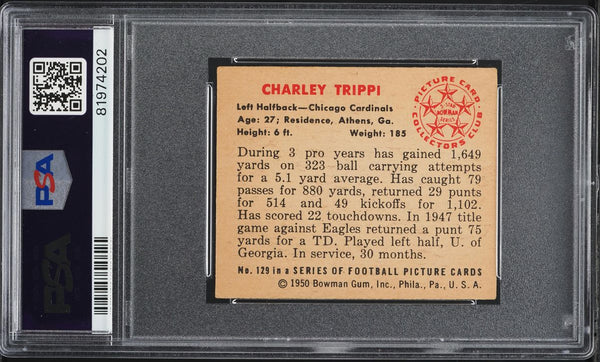 PSA
PSA
81974202
CHARLEY TRIPPI
Left Halfback—Chicago Cardinals
Age: 27; Residence, Athens, Ga.
Height: 6 ft. Weight: 185
PICTURE CARD
5-STAR
BOWMAN
SERIES
COLLECTORS CLUB
During 3 pro years has gained 1,649
yards on 323 ball carrying attempts
for a 5.1 yard average. Has caught 79
passes for 880 yards, returned 29 punts
for 514 and 49 kickoffs for 1,102.
Has scored 22 touchdowns. In 1947 title
game against Eagles returned a punt 75
yards for a TD. Played left half, U. of
Georgia. In service, 30 months.
No. 129 in a SERIES OF FOOTBALL PICTURE CARDS
© 1950 Bowman Gum, Inc., Phila., Pa., U. S. A.